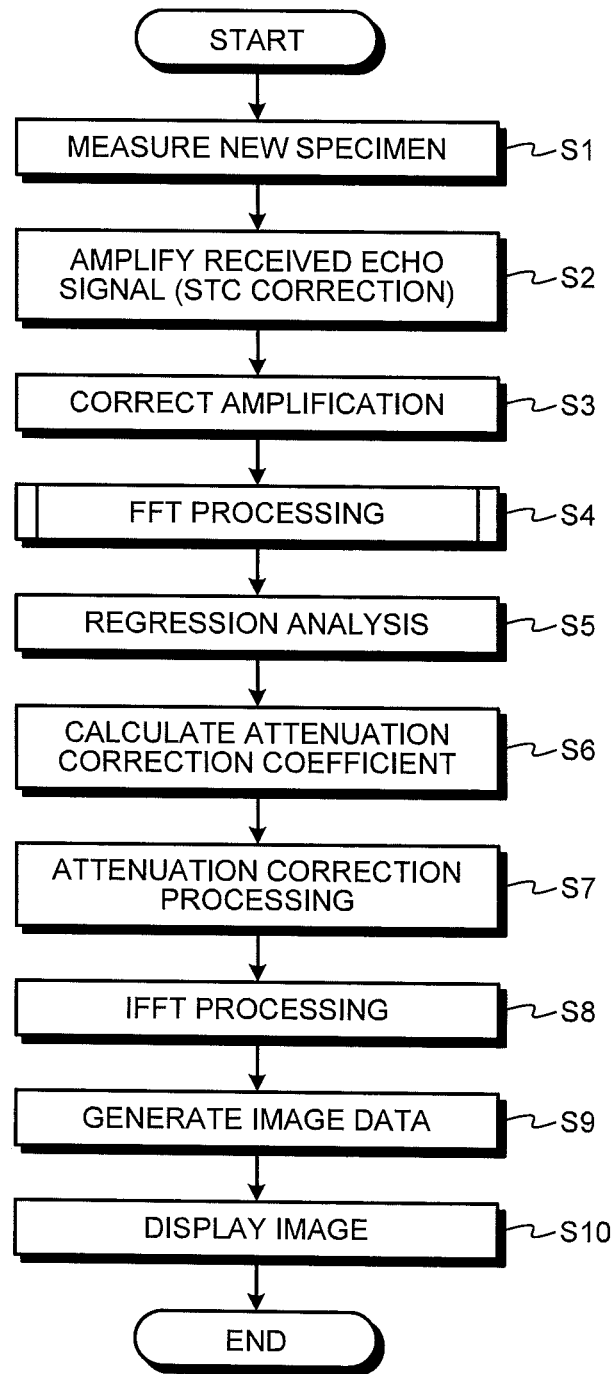 START
MEASURE NEW SPECIMEN
S1
AMPLIFY RECEIVED ECHO
SIGNAL (STC CORRECTION)
S2
CORRECT AMPLIFICATION
S3
FFT PROCESSING
S4
REGRESSION ANALYSIS
S5
CALCULATE ATTENUATION
CORRECTION COEFFICIENT
S6
ATTENUATION CORRECTION
PROCESSING
S7
IFFT PROCESSING
S8
GENERATE IMAGE DATA
S9
DISPLAY IMAGE
S10
END